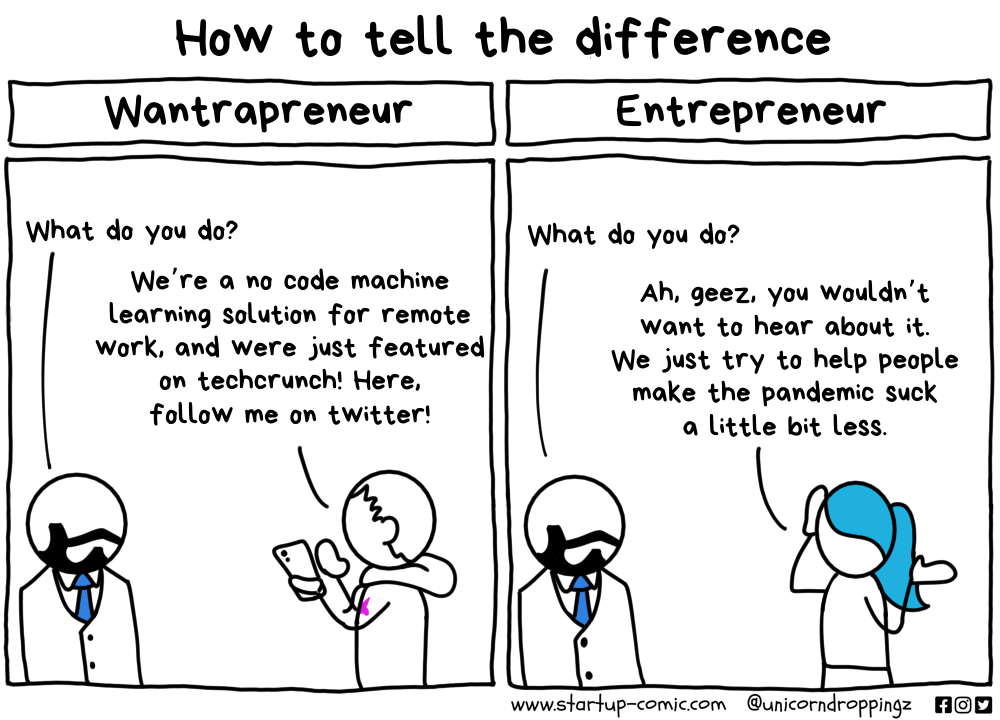 How to tell the difference
Wantrapreneur
What do you do?
We're a no code machine
learning solution for remote
work, and were just featured
on techcrunch! Here,
follow me on twitter!
Entrepreneur
What do you do?
Ah, geez, you wouldn't
want to hear about it.
We just try to help people
make the pandemic suck
a little bit less.
www.startup-comic.com @unicorndroppingz